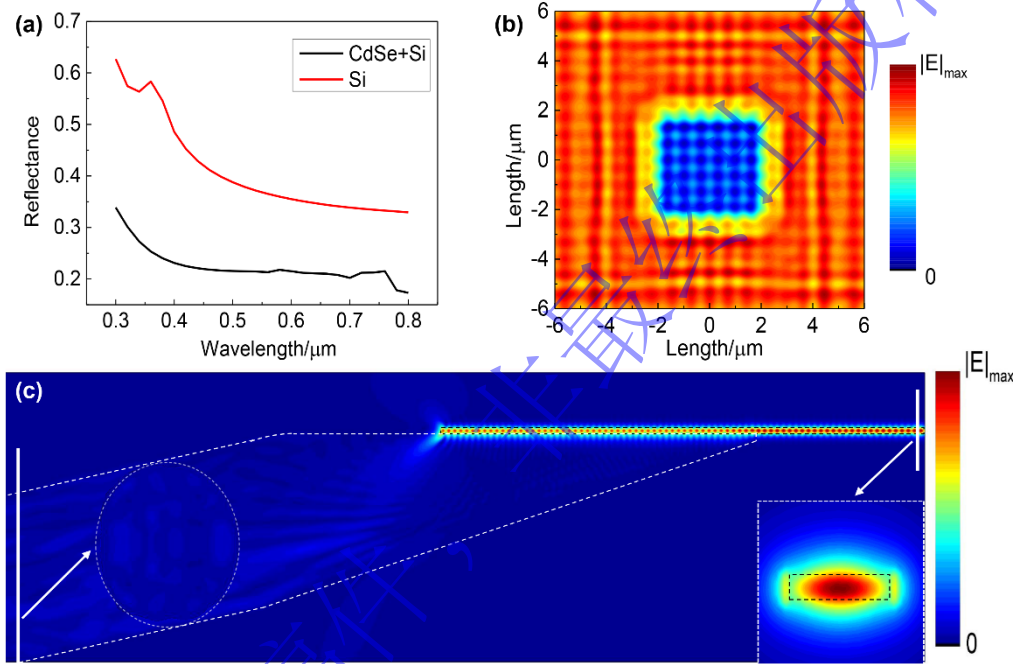 (a)
0.7
0.6
0.5
0.4
0.3
0.2
Reflectance
CdSe+Si
Si
0.3 0.4 0.5 0.6 0.7 0.8
Wavelength/μm
(b)
6
4
2
0
-2
-4
-6
Length/μm
-6 -4 -2 0 2 4 6
Length/μm
|E|max
0
(c)
|E|max
0